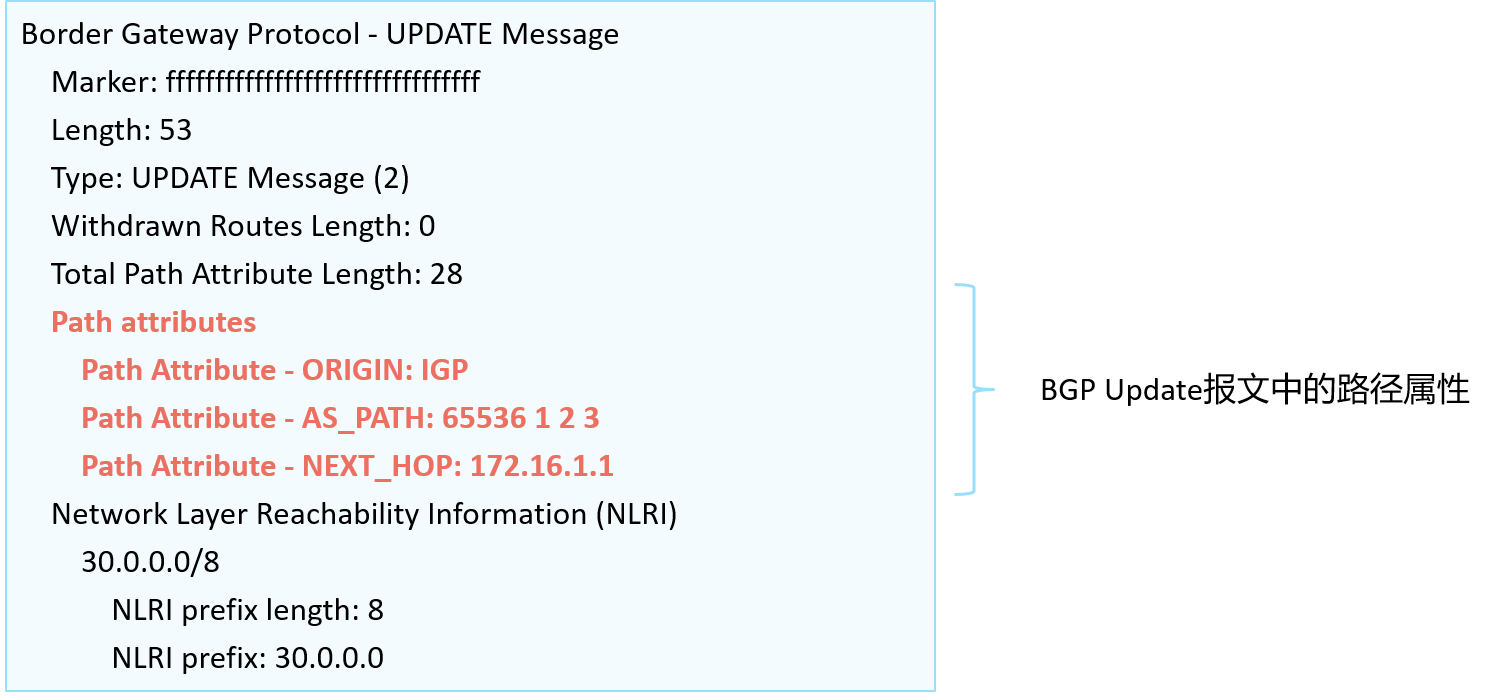 Border Gateway Protocol - UPDATE Message
Marker: ffffffffffffffffffffffffffffffff
Length: 53
Type: UPDATE Message (2)
Withdrawn Routes Length: 0
Total Path Attribute Length: 28
Path attributes
Path Attribute - ORIGIN: IGP
Path Attribute - AS_PATH: 65536 1 2 3
Path Attribute - NEXT_HOP: 172.16.1.1
Network Layer Reachability Information (NLRI)
30.0.0.0/8
NLRI prefix length: 8
NLRI prefix: 30.0.0.0
BGP Update报文中的路径属性